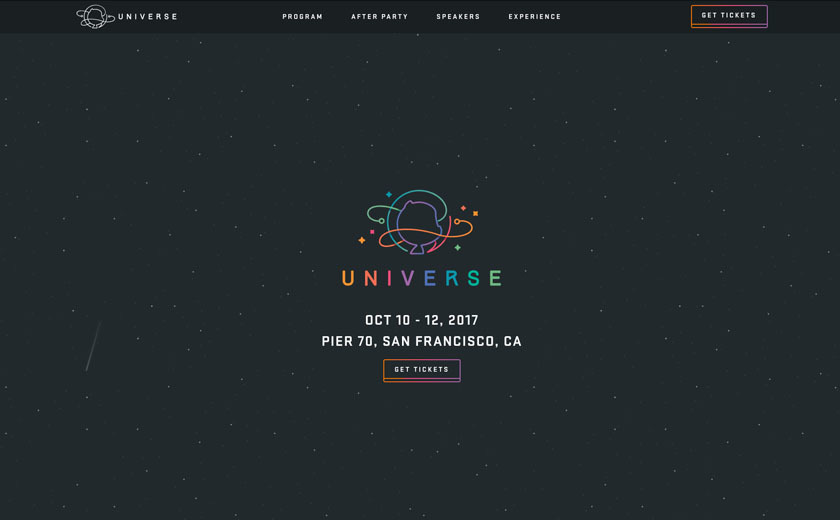 UNIVERSE
PROGRAM
AFTER PARTY
SPEAKERS
EXPERIENCE
GET TICKETS
UNIVERSE
OCT 10 - 12, 2017
PIER 70, SAN FRANCISCO, CA
GET TICKETS